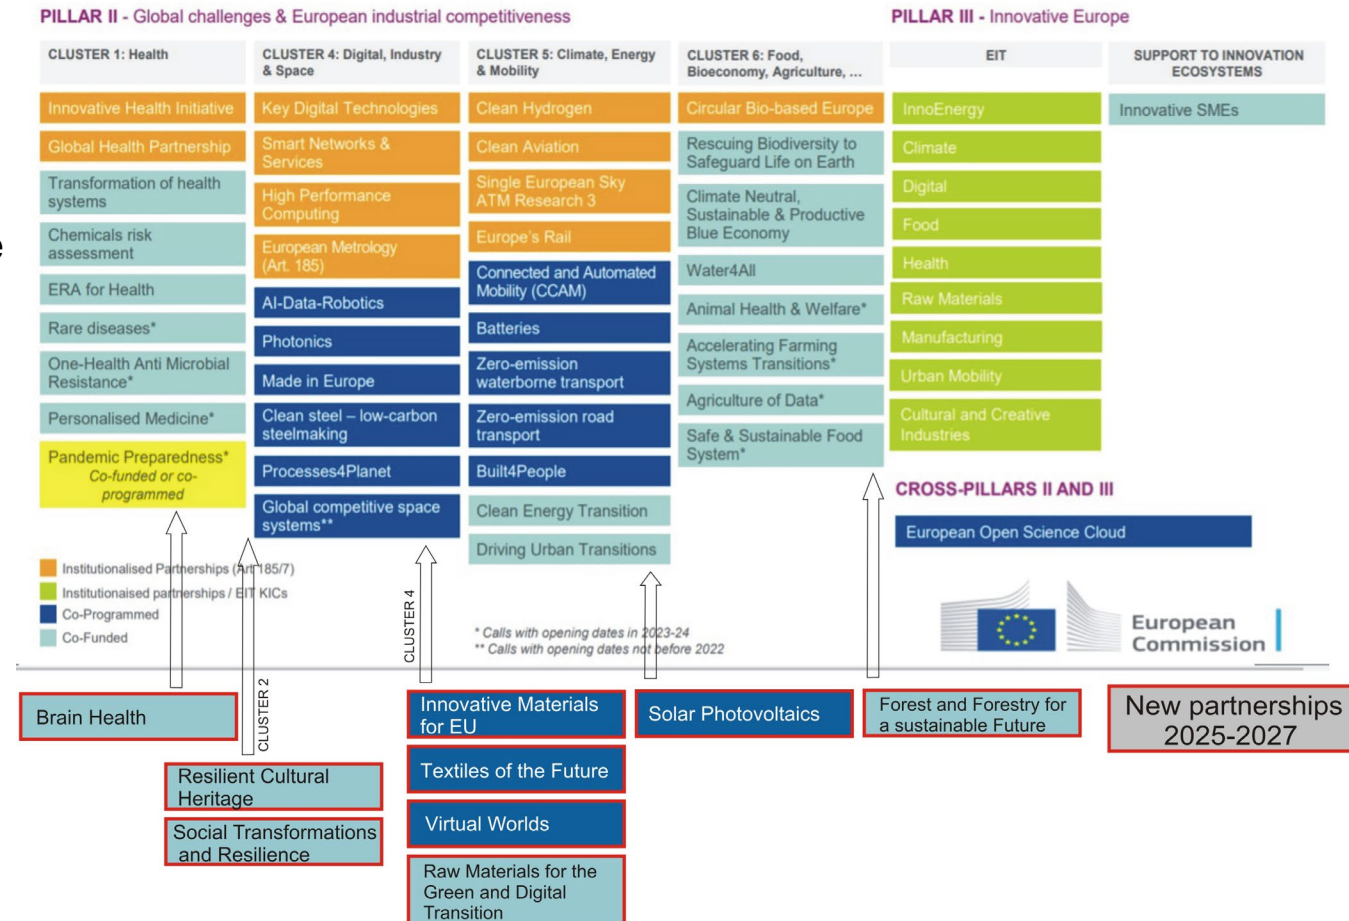 PILLAR II - Global challenges & European industrial competitiveness
PILLAR III - Innovative Europe
CLUSTER 1: Health
Innovative Health Initiative
Global Health Partnership
Transformation of health
systems
Chemicals risk
assessment
ERA for Health
Rare diseases*
One-Health Anti Microbial
Resistance*
Personalised Medicine*
Pandemic Preparedness*
Co-funded or co-
programmed
CLUSTER 4: Digital, Industry
& Space
Key Digital Technologies
Smart Networks &
Services
High Performance
Computing
European Metrology
(Art. 185)
AI-Data-Robotics
Photonics
Made in Europe
Clean steel – low-carbon
steelmaking
Processes4Planet
Global competitive space
systems**
CLUSTER 5: Climate, Energy
& Mobility
Clean Hydrogen
Clean Aviation
Single European Sky
ATM Research 3
Europe's Rail
Connected and Automated
Mobility (CCAM)
Batteries
Zero-emission
waterborne transport
Zero-emission road
transport
Built4People
Clean Energy Transition
Driving Urban Transitions
CLUSTER 6: Food,
Bioeconomy, Agriculture, ...
Circular Bio-based Europe
Rescuing Biodiversity to
Safeguard Life on Earth
Climate Neutral,
Sustainable & Productive
Blue Economy
Water4All
Animal Health & Welfare*
Accelerating Farming
Systems Transitions*
Agriculture of Data*
Safe & Sustainable Food
System*
EIT
InnoEnergy
Climate
Digital
Food
Health
Raw Materials
Manufacturing
Urban Mobility
Cultural and Creative
Industries
SUPPORT TO INNOVATION
ECOSYSTEMS
Innovative SMEs
CROSS-PILLARS II AND III
European Open Science Cloud
e
Institutionalised Partnerships (Art 185/7)
Institutionaised partnerships / EIT KICs
Co-Programmed
Co-Funded
* Calls with opening dates in 2023-24
** Calls with opening dates not before 2022
European
Commission
CLUSTER 2
CLUSTER 4
Brain Health
Resilient Cultural
Heritage
Social Transformations
and Resilience
Innovative Materials
for EU
Textiles of the Future
Virtual Worlds
Raw Materials for the
Green and Digital
Transition
Solar Photovoltaics
Forest and Forestry for
a sustainable Future
New partnerships
2025-2027